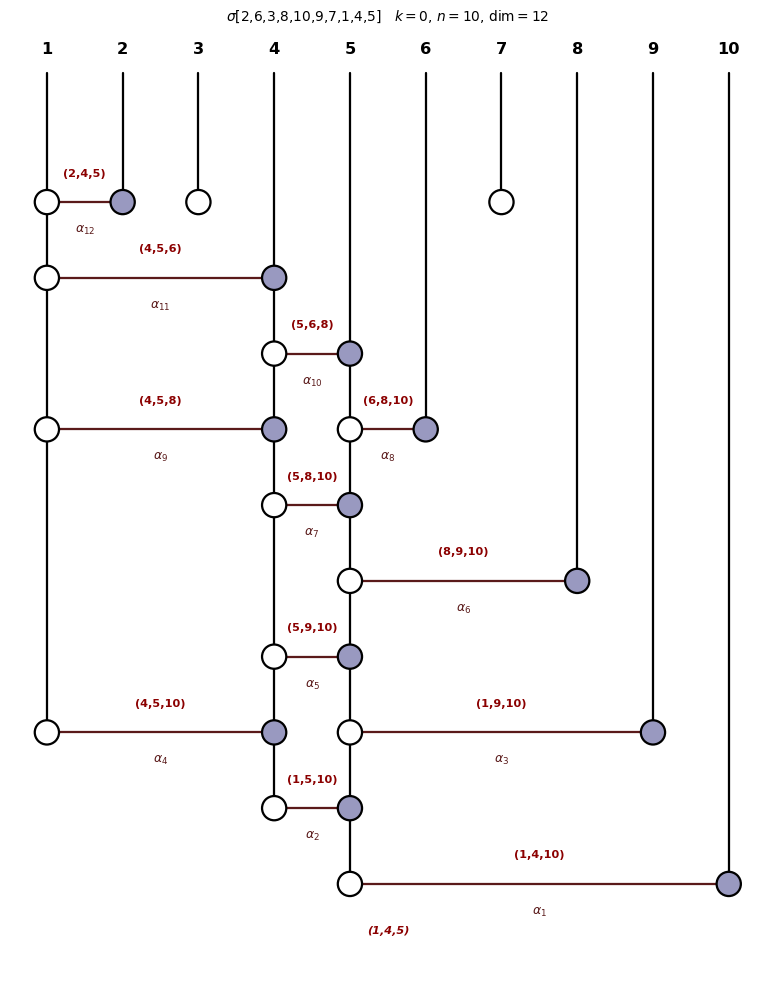 σ[2,6,3,8,10,9,7,1,4,5] k=0, n=10, dim=12
1 2 3 4 5 6 7 8 9 10
(2,4,5)
α₁₂
(4,5,6)
α₁₁
(5,6,8)
α₁₀
(4,5,8) (6,8,10)
α₉ α₈
(5,8,10)
α₇
(8,9,10)
α₆
(5,9,10)
α₅
(4,5,10) (1,9,10)
α₄ α₃
(1,5,10)
α₂
(1,4,10)
α₁
(1,4,5)